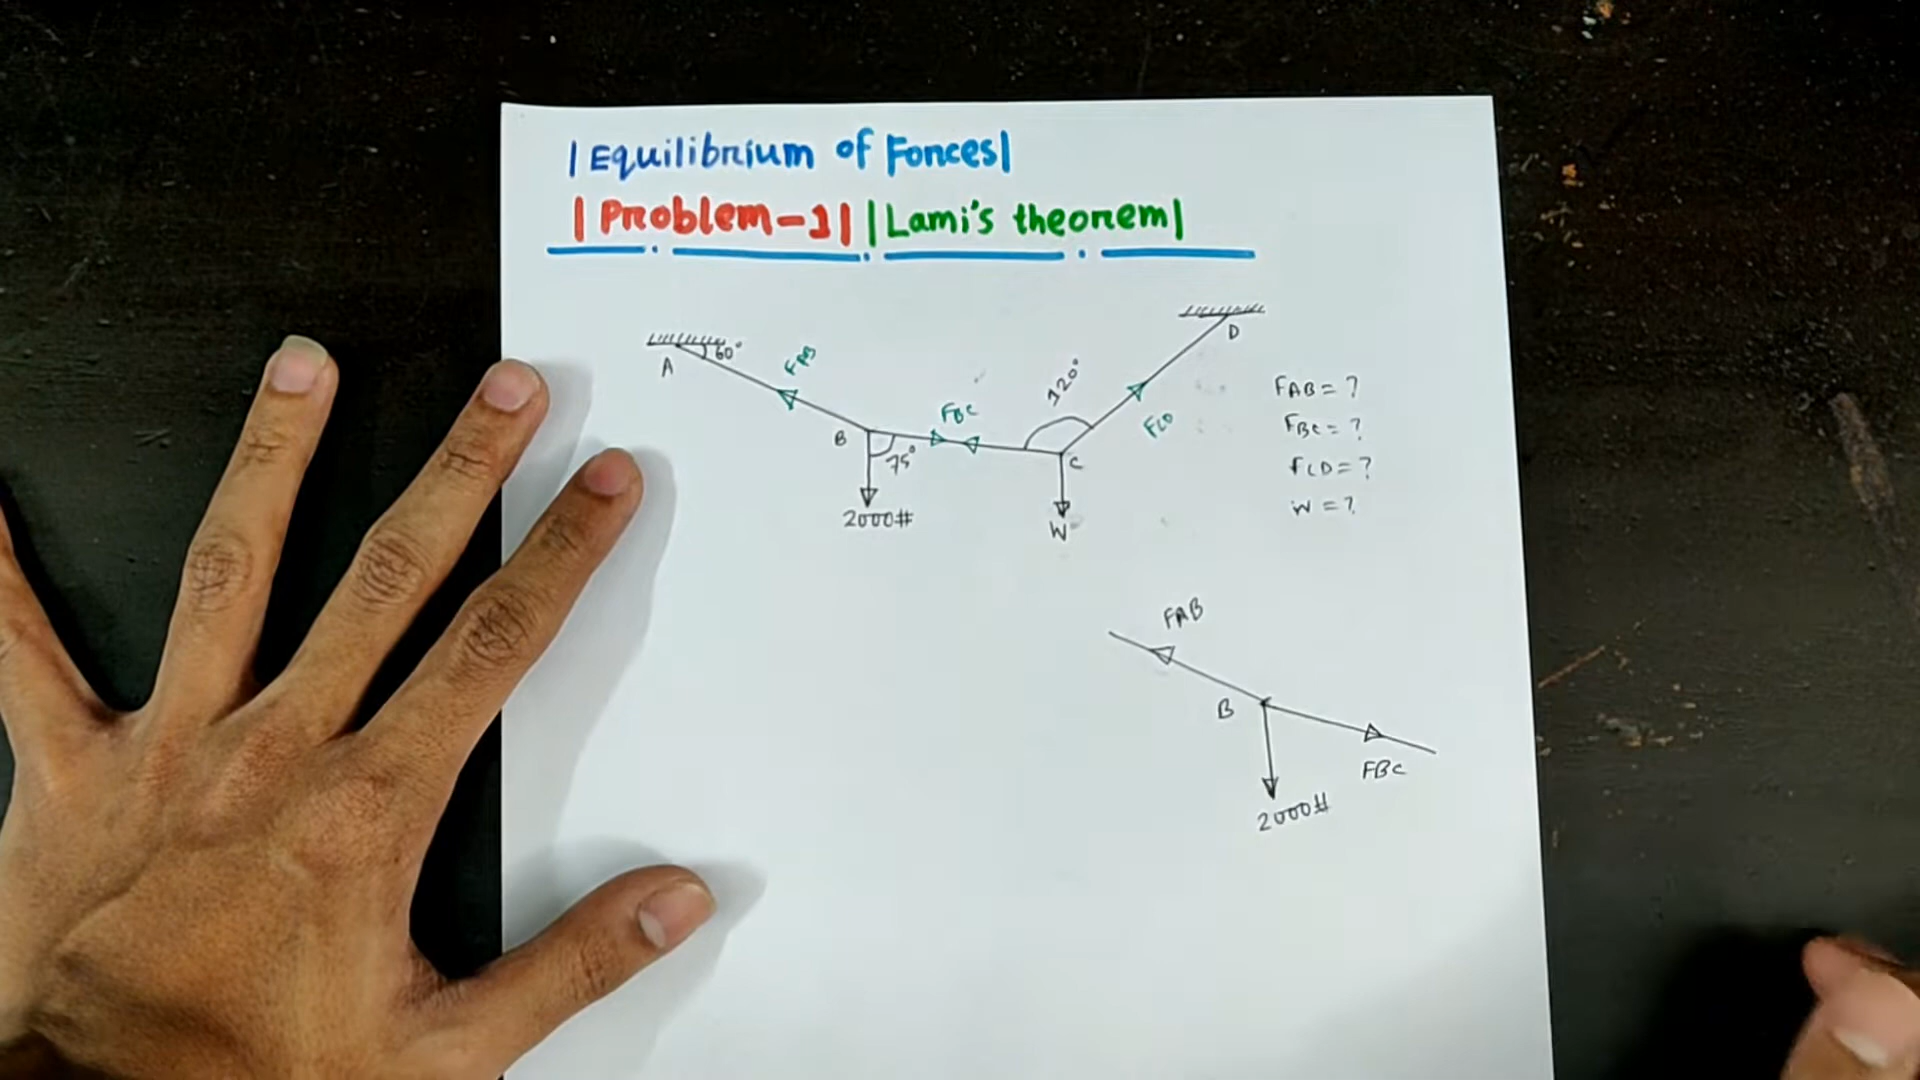 |Equilibrium of Forces|
|Problem-1| |Lami's theorem|
A
60°
FAB
B
75°
2000#
FBC
120°
C
W
FCD
D
FAB = ?
FBC = ?
FCD = ?
W = ?
FAB
B
FBC
2000#